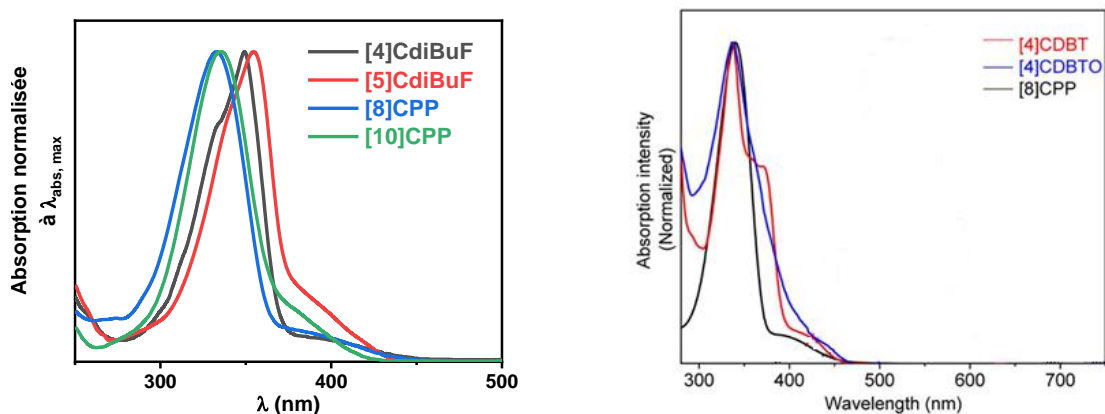 Absorption normalisée
à λabs, max
[4]CdiBuF
[5]CdiBuF
[8]CPP
[10]CPP
300
400
500
λ (nm)
Absorption intensity
(Normalized)
[4]CDBT
[4]CDBTO
[8]CPP
300
400
500
600
700
Wavelength (nm)